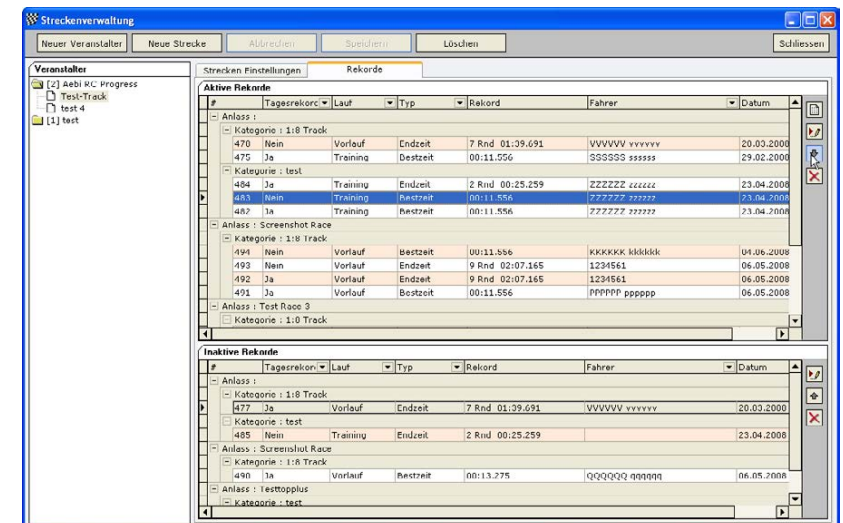 Streckenverwaltung
Neuer Veranstalter Neue Strecke Abbrechen Speichern Löschen Schliessen
Veranstalter
[2] Aebi RC Progress
Test-Track
test 4
[1] test
Strecken Einstellungen Rekorde
Aktive Rekorde
# Tagesrekorc Lauf Typ Rekord Fahrer Datum
Anlass :
Kategorie : 1:8 Track
470 Nein Vorlauf Endzeit 7 Rnd 01:39.691 VVVVVV vvvvvv 20.03.2008
475 Ja Training Bestzeit 00:11.556 SSSSSS ssssss 29.02.2008
Kategorie : test
484 Ja Training Endzeit 2 Rnd 00:25.259 ZZZZZZ zzzzzz 23.04.2008
483 Nein Training Bestzeit 00:11.556 ZZZZZZ zzzzzz 23.04.2008
482 Ja Training Bestzeit 00:11.556 ZZZZZZ zzzzzz 23.04.2008
Anlass : Screenshot Race
Kategorie : 1:8 Track
494 Nein Vorlauf Bestzeit 00:11.556 KKKKKK kkkkkk 04.06.2008
493 Nein Vorlauf Endzeit 9 Rnd 02:07.165 1234561 06.05.2008
492 Ja Vorlauf Endzeit 9 Rnd 02:07.165 1234561 06.05.2008
491 Ja Vorlauf Bestzeit 00:11.556 PPPPPP pppppp 06.05.2008
Anlass : Test Race 3
Kategorie : 1:8 Track
Inaktive Rekorde
# Tagesrekorc Lauf Typ Rekord Fahrer Datum
Anlass :
Kategorie : 1:8 Track
477 Ja Vorlauf Endzeit 7 Rnd 01:39.691 VVVVVV vvvvvv 20.03.2008
Kategorie : test
485 Nein Training Endzeit 2 Rnd 00:25.259 23.04.2008
Anlass : Screenshot Race
Kategorie : 1:8 Track
490 Ja Vorlauf Bestzeit 00:13.275 QQQQQQ qqqqqq 06.05.2008
Anlass : Testtopplus
Kategorie : test